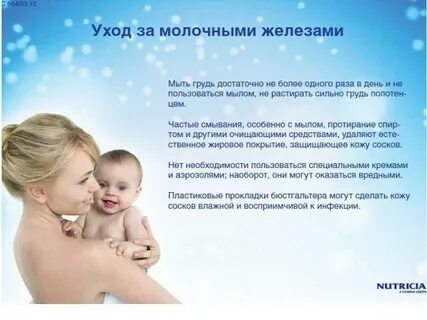 Уход за молочными железами
Мыть грудь достаточно не более одного раза в день и не
пользоваться мылом, не растирать сильно грудь полотен-
цем.
Частые смывания, особенно с мылом, протирание спир-
том и другими очищающими средствами, удаляют есте-
ственное жировое покрытие, защищающее кожу сосков.
Нет необходимости пользоваться специальными кремами
и аэрозолями; наоборот, они могут оказаться вредными.
Пластиковые прокладки бюстгальтера могут сделать кожу
сосков влажной и восприимчивой к инфекции.
NUTRICIA